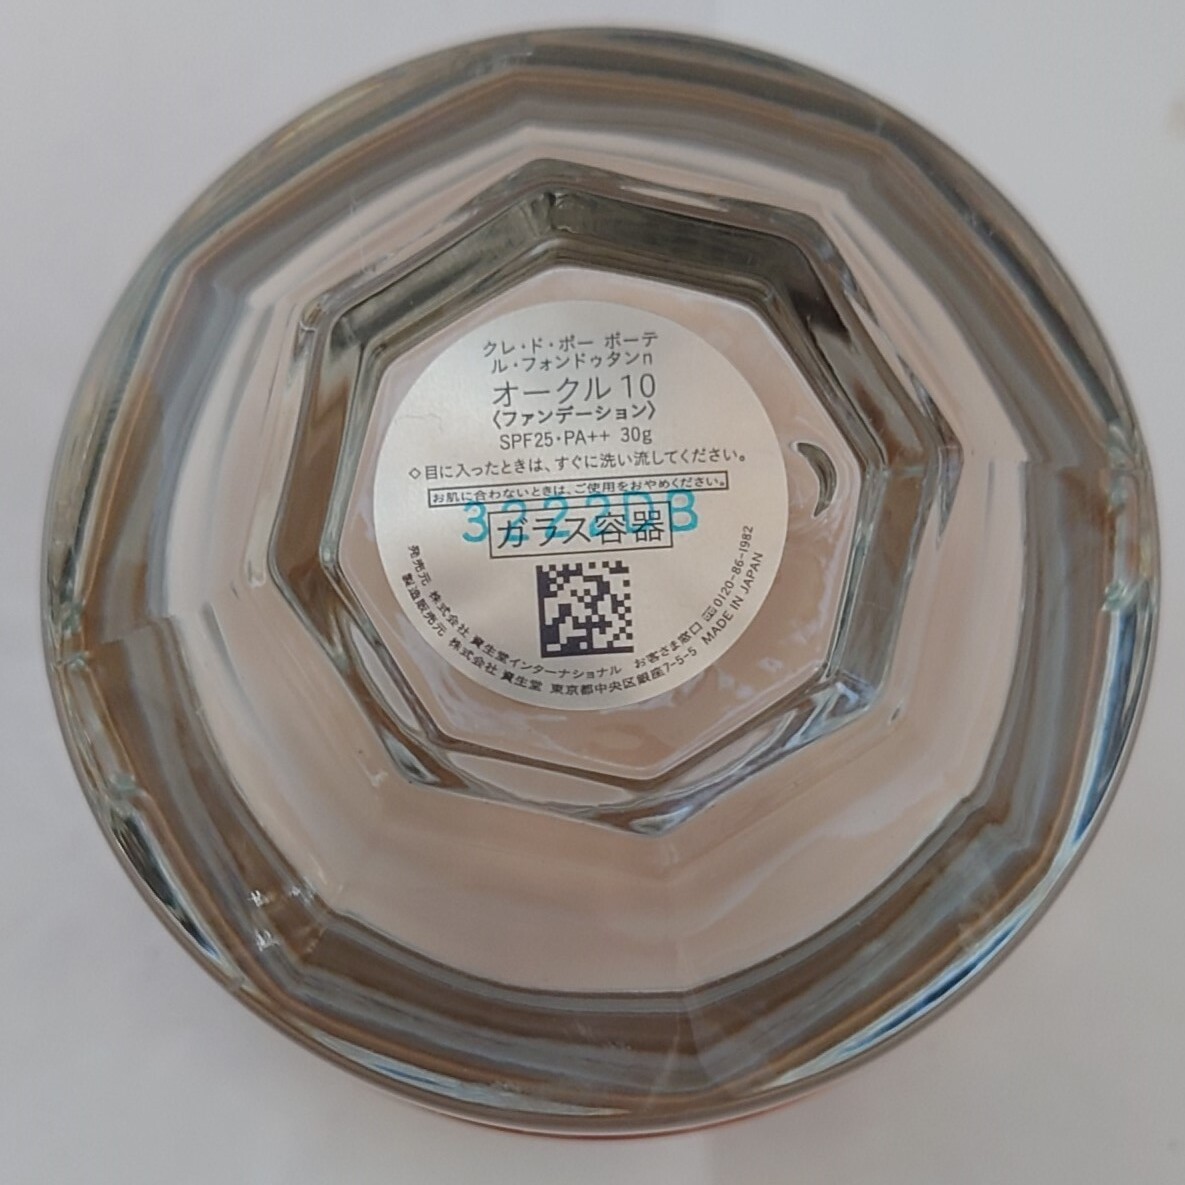 クレ・ド・ポー ボーテ
ル・フォンドゥタンn
オークル 10
〈ファンデーション〉
SPF25・PA++ 30g
◇目に入ったときは、すぐに洗い流してください。
お肌に合わないときは、ご使用をおやめください。
3222DB
ガラス容器
発売元 株式会社 資生堂インターナショナル お客さま窓口 0120-86-1982
製造販売元 株式会社 資生堂 東京都中央区銀座7-5-5 MADE IN JAPAN